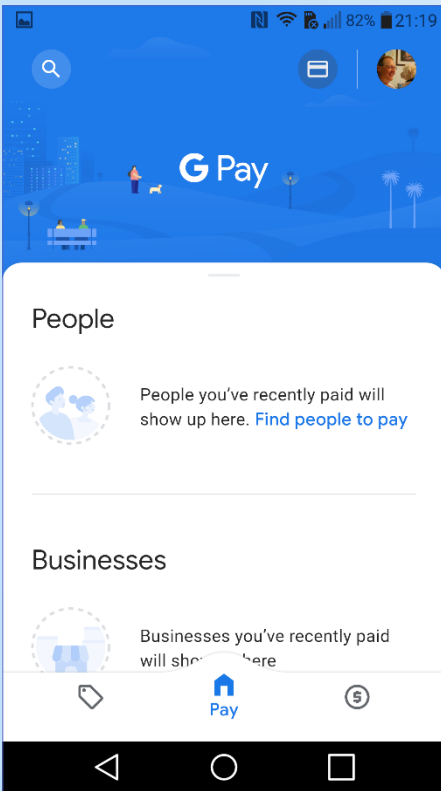 82% 21:19
G Pay
People
People you've recently paid will
show up here. Find people to pay
Businesses
Businesses you've recently paid
will here
Pay